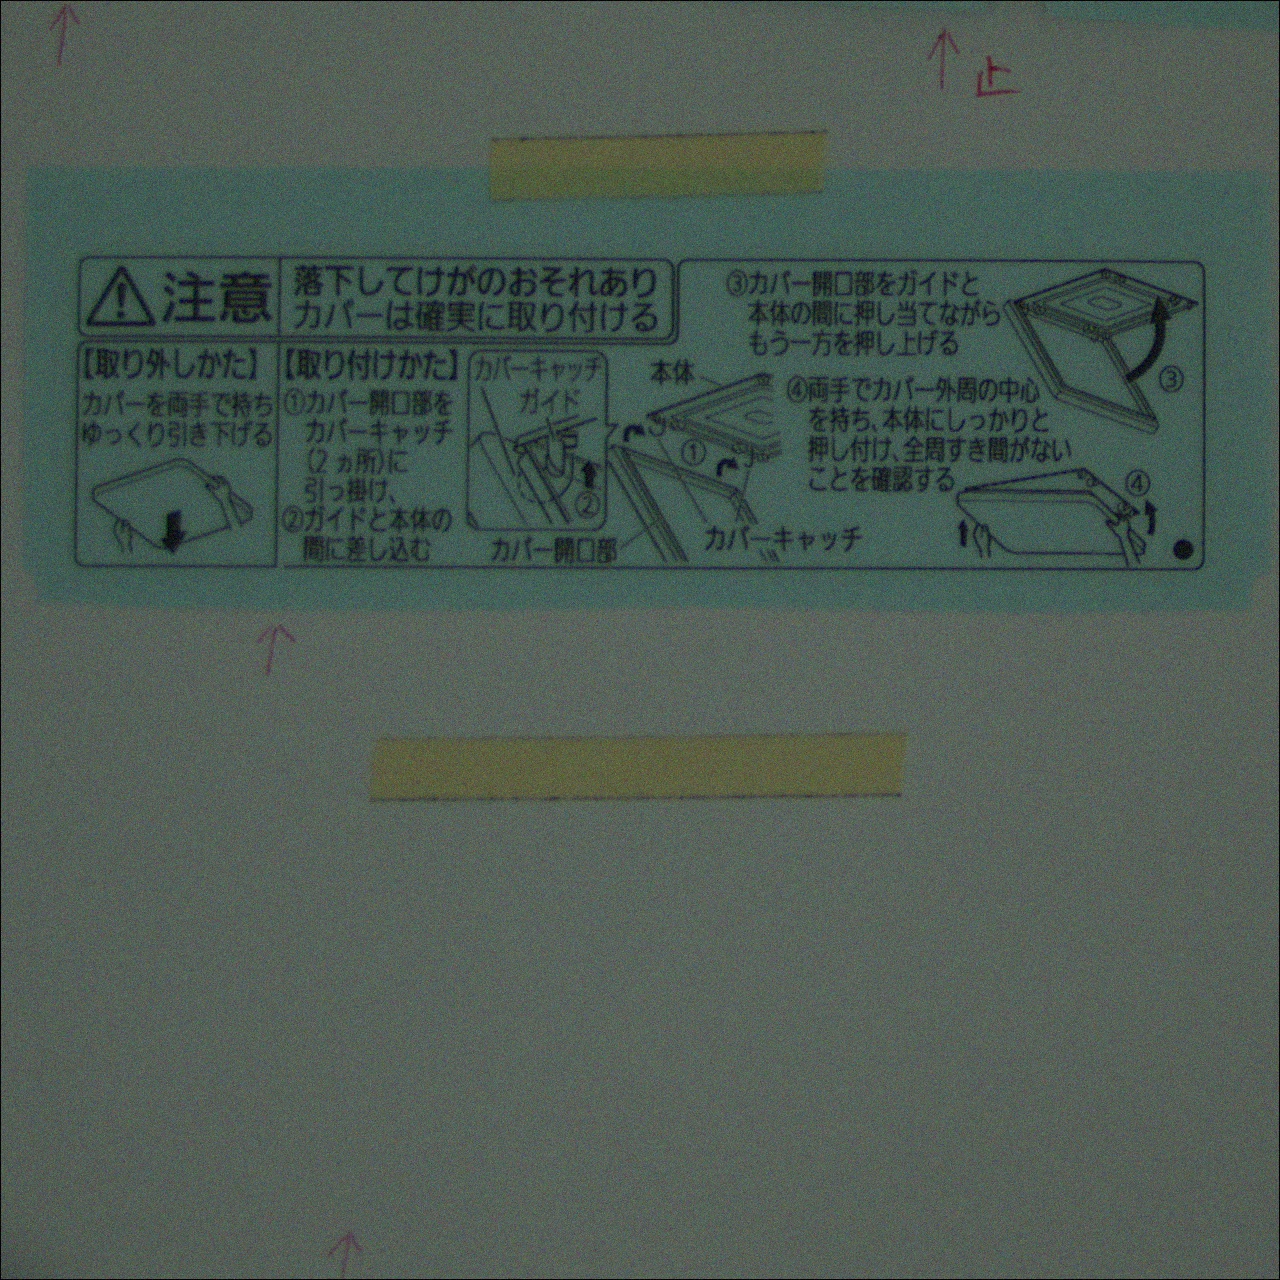 止
注意
落下してけがのおそれあり
カバーは確実に取り付ける
【取り外しかた】
カバーを両手で持ち
ゆっくり引き下げる
【取り付けかた】
①カバー開口部を
カバーキャッチ
(2ヵ所)に
引っ掛け、
②ガイドと本体の
間に差し込む
カバーキャッチ
ガイド
②
カバー開口部
本体
①
カバーキャッチ
③カバー開口部をガイドと
本体の間に押し当てながら
もう一方を押し上げる
③
④両手でカバー外周の中心
を持ち、本体にしっかりと
押し付け、全周すき間がない
ことを確認する
④